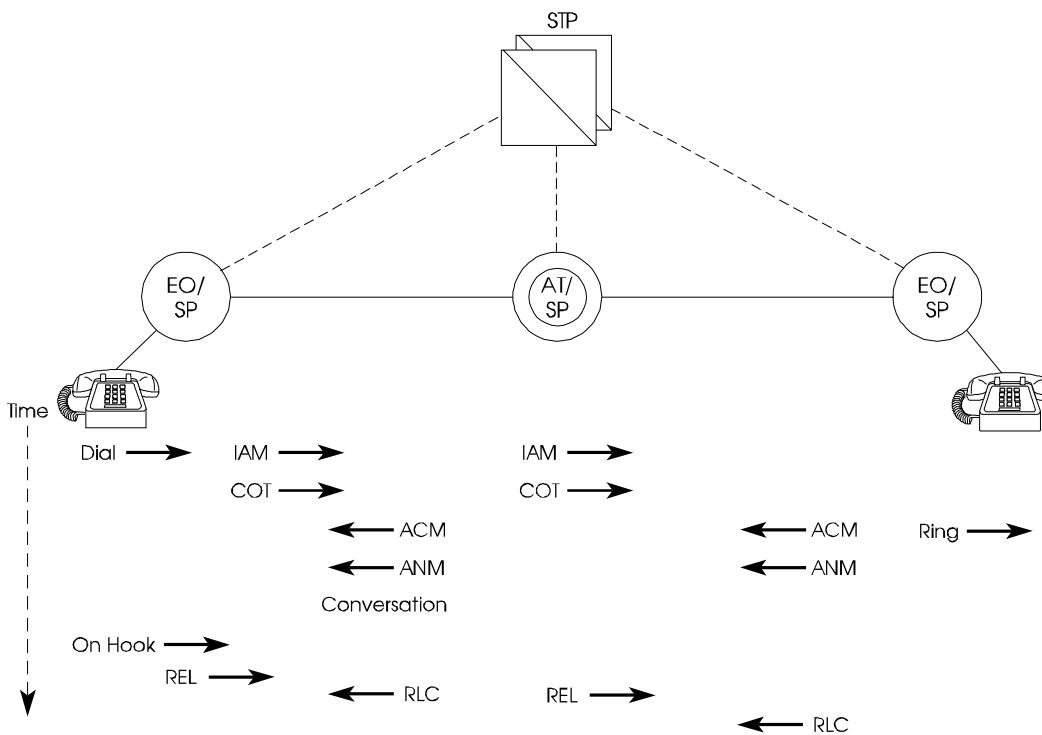 STP
EO/
SP
AT/
SP
EO/
SP
Time
Dial IAM IAM
COT COT
ACM ACM Ring
ANM ANM
Conversation
On Hook
REL RLC REL
RLC